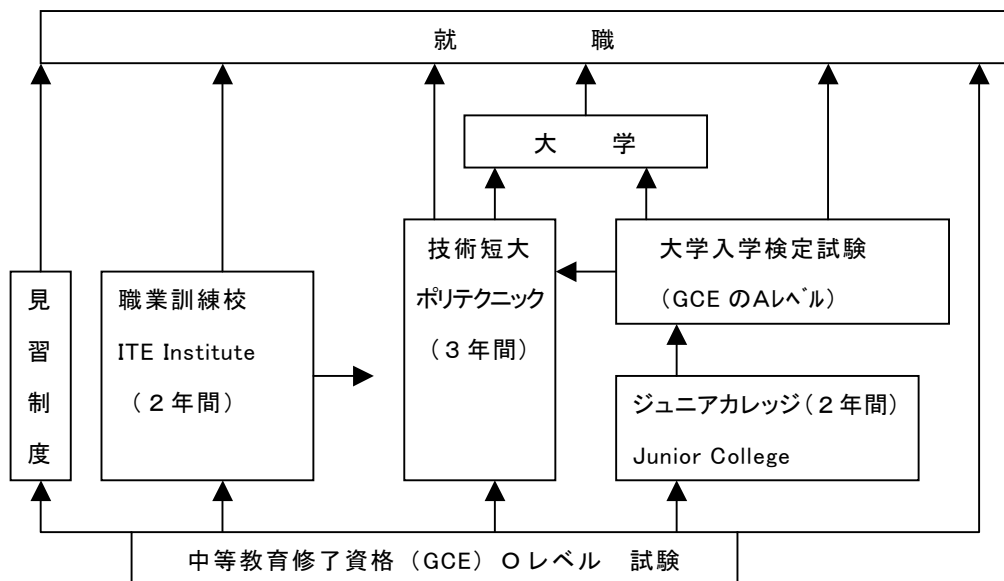 就 職
大 学
技術短大
ポリテクニック
(3年間)
大学入学検定試験
(GCE のAレベル)
見
習
制
度
職業訓練校
ITE Institute
(2年間)
ジュニアカレッジ(2年間)
Junior College
中等教育修了資格(GCE)Oレベル 試験